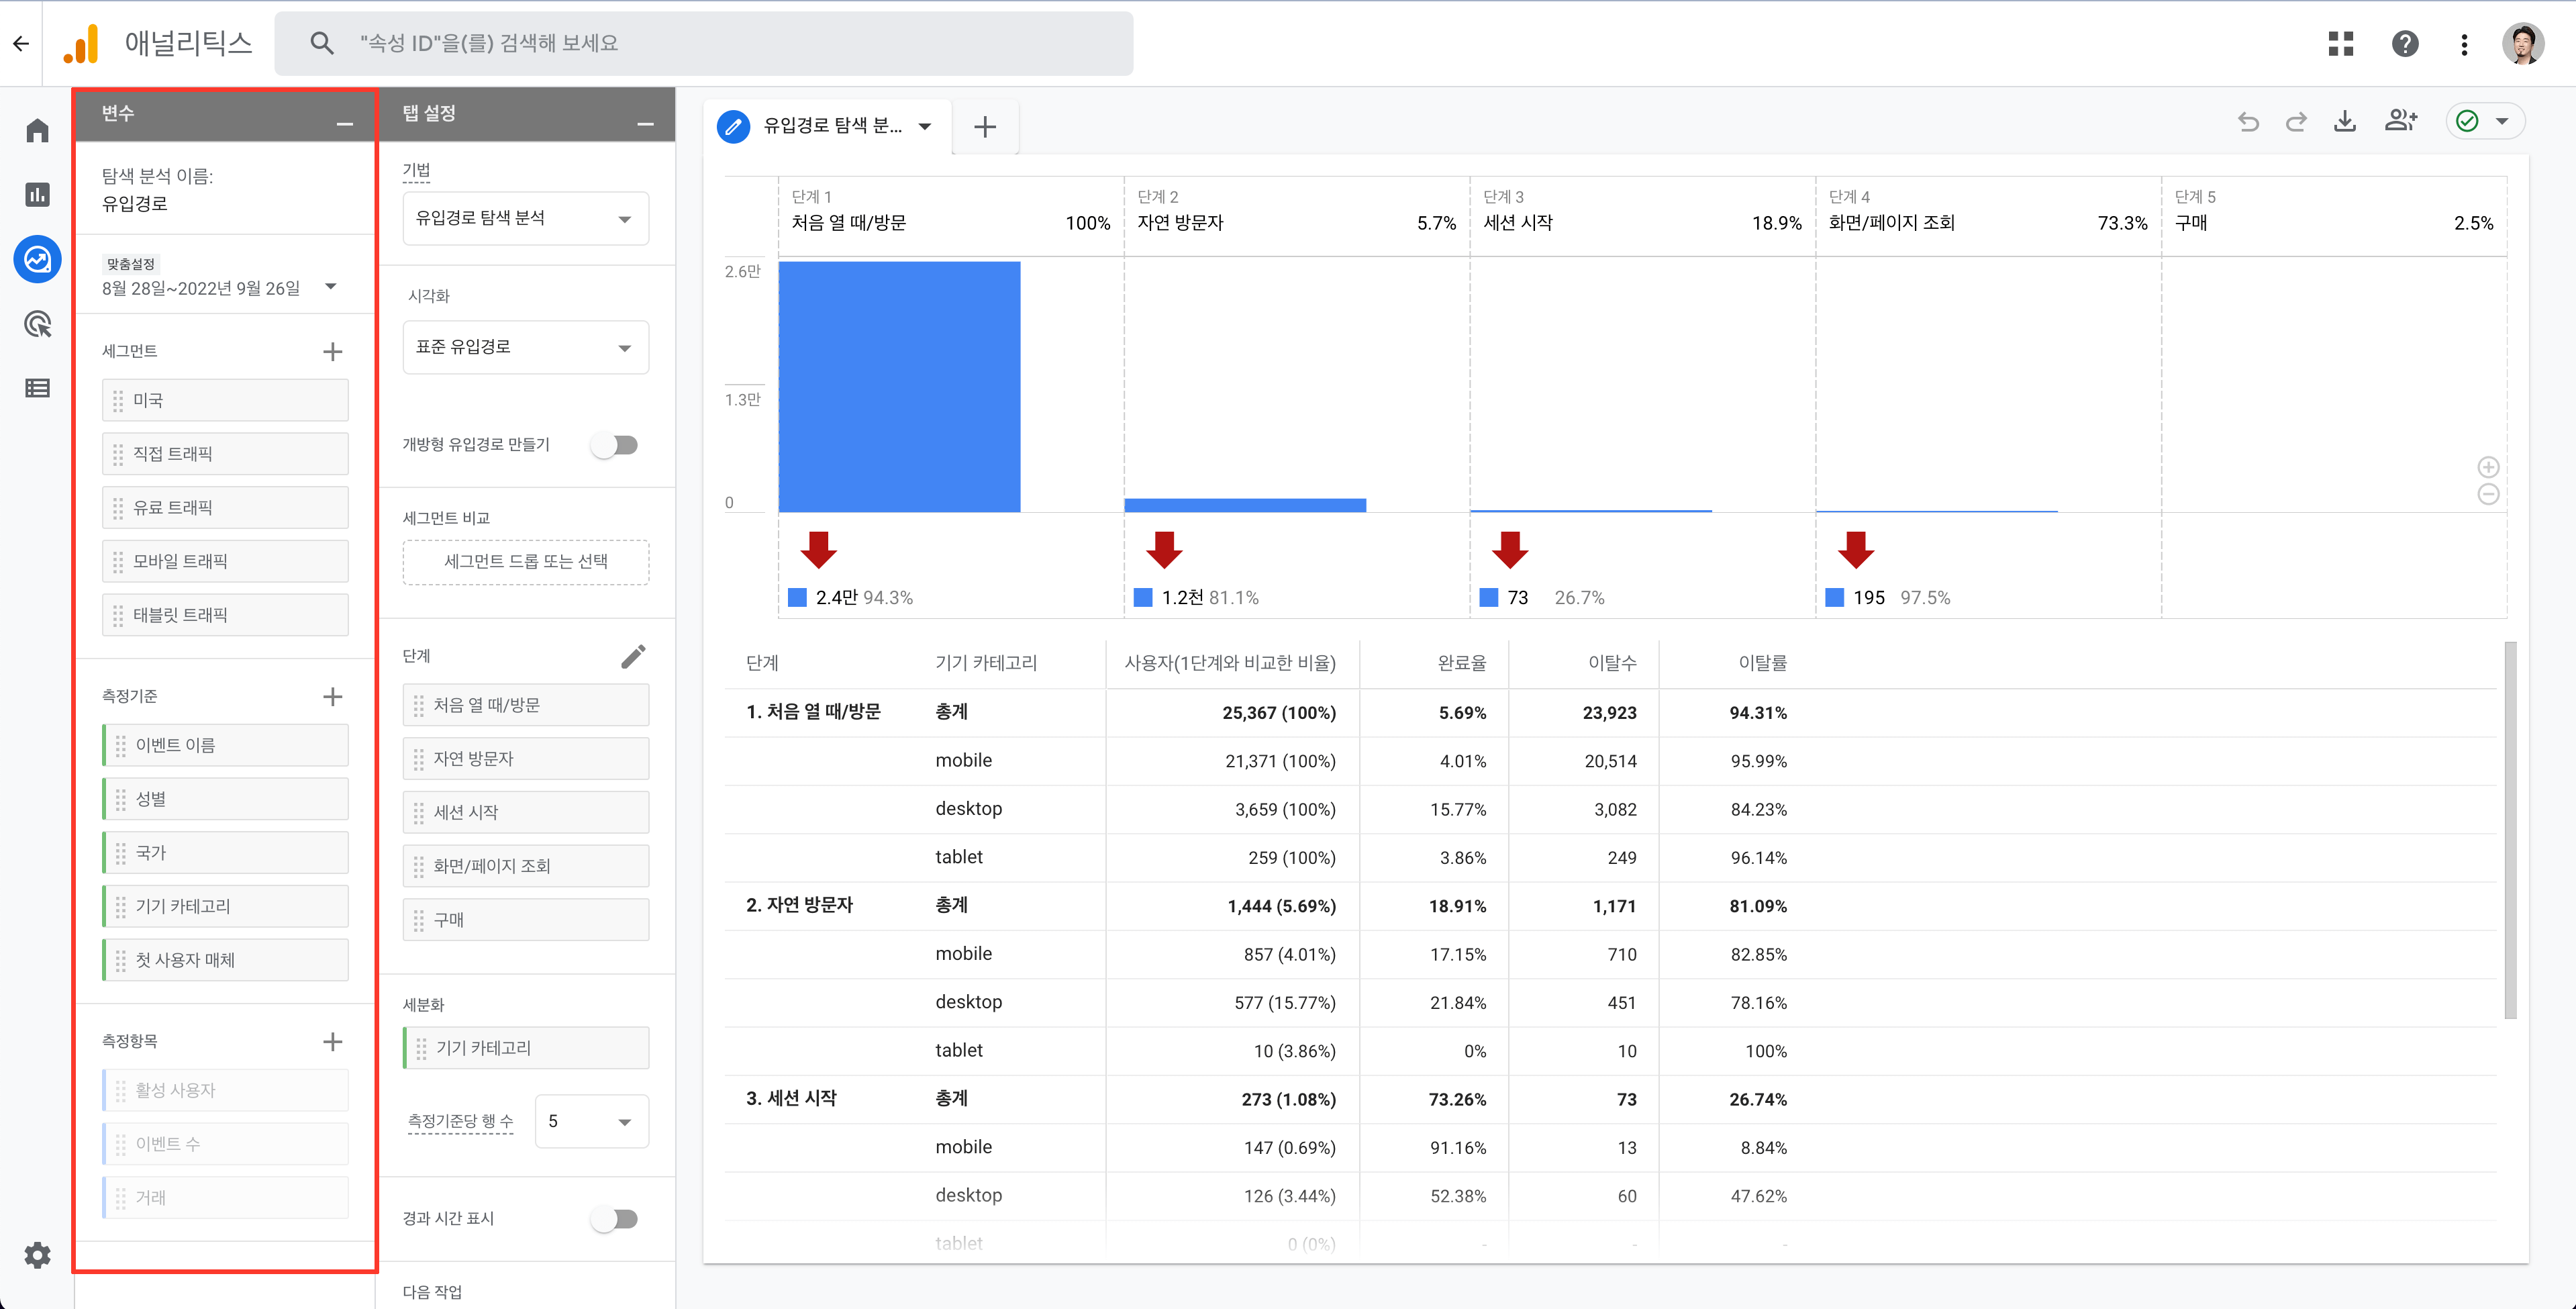 애널리틱스
"속성 ID"을(를) 검색해 보세요
변수
탐색 분석 이름:
유입경로
맞춤설정
8월 28일~2022년 9월 26일
세그먼트
미국
직접 트래픽
유료 트래픽
모바일 트래픽
태블릿 트래픽
측정기준
이벤트 이름
성별
국가
기기 카테고리
첫 사용자 매체
측정항목
활성 사용자
이벤트 수
거래
탭 설정
기법
유입경로 탐색 분석
시각화
표준 유입경로
개방형 유입경로 만들기
세그먼트 비교
세그먼트 드롭 또는 선택
단계
처음 열 때/방문
자연 방문자
세션 시작
화면/페이지 조회
구매
세분화
기기 카테고리
측정기준당 행 수 5
경과 시간 표시
다음 작업
유입경로 탐색 분...
단계 1 단계 2 단계 3 단계 4 단계 5
처음 열 때/방문 100% 자연 방문자 5.7% 세션 시작 18.9% 화면/페이지 조회 73.3% 구매 2.5%
2.6만
1.3만
0
2.4만 94.3% 1.2천 81.1% 73 26.7% 195 97.5%
단계 기기 카테고리 사용자(1단계와 비교한 비율) 완료율 이탈수 이탈률
1. 처음 열 때/방문 총계 25,367 (100%) 5.69% 23,923 94.31%
mobile 21,371 (100%) 4.01% 20,514 95.99%
desktop 3,659 (100%) 15.77% 3,082 84.23%
tablet 259 (100%) 3.86% 249 96.14%
2. 자연 방문자 총계 1,444 (5.69%) 18.91% 1,171 81.09%
mobile 857 (4.01%) 17.15% 710 82.85%
desktop 577 (15.77%) 21.84% 451 78.16%
tablet 10 (3.86%) 0% 10 100%
3. 세션 시작 총계 273 (1.08%) 73.26% 73 26.74%
mobile 147 (0.69%) 91.16% 13 8.84%
desktop 126 (3.44%) 52.38% 60 47.62%
tablet 0 (0%) - - -